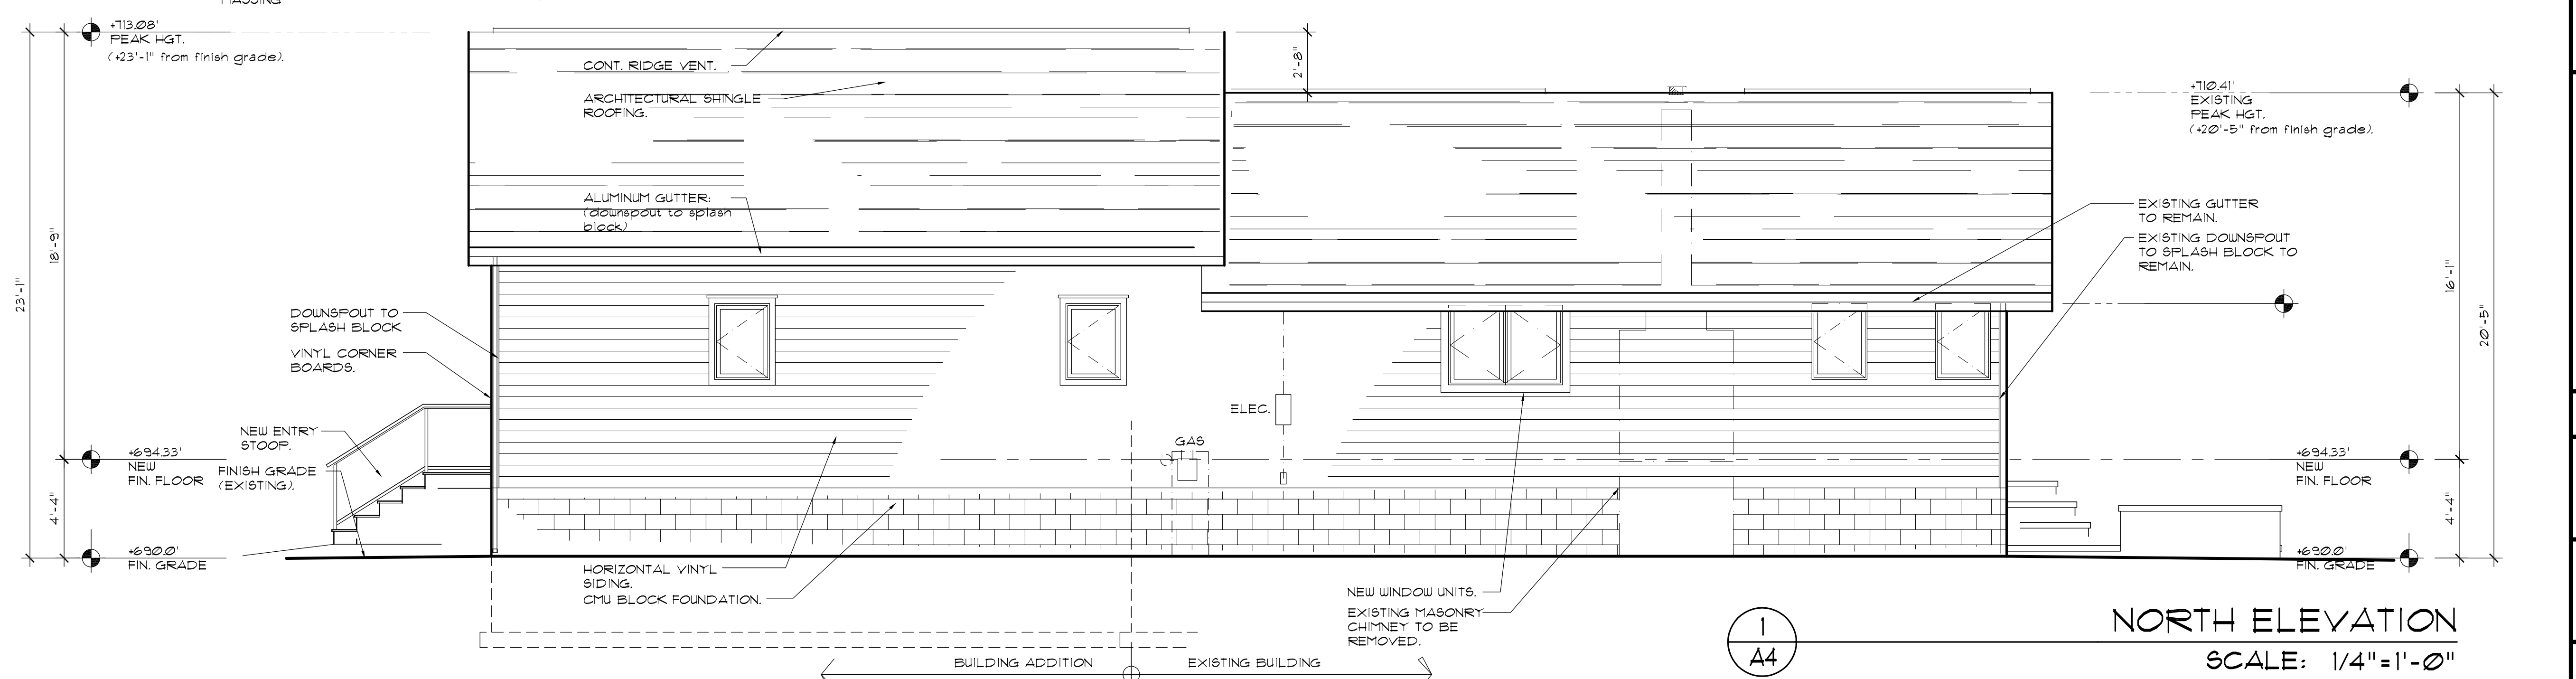 MASSING
+713.08'
PEAK HGT.
(+23'-1" from finish grade).
CONT. RIDGE VENT.
ARCHITECTURAL SHINGLE
ROOFING.
2'-8"
+710.41'
EXISTING
PEAK HGT.
(+20'-5" from finish grade).
ALUMINUM GUTTER:
(downspout to splash
block)
EXISTING GUTTER
TO REMAIN.
EXISTING DOWNSPOUT
TO SPLASH BLOCK TO
REMAIN.
23'-1"
18'-9"
16'-1"
20'-5"
DOWNSPOUT TO
SPLASH BLOCK
VINYL CORNER
BOARDS.
ELEC.
NEW ENTRY
STOOP.
GAS
+694.33'
NEW
FIN. FLOOR
FINISH GRADE
(EXISTING).
+694.33'
NEW
FIN. FLOOR
4'-4"
4'-4"
+690.0'
FIN. GRADE
+690.0'
FIN. GRADE
HORIZONTAL VINYL
SIDING.
CMU BLOCK FOUNDATION.
NEW WINDOW UNITS.
EXISTING MASONRY
CHIMNEY TO BE
REMOVED.
BUILDING ADDITION
EXISTING BUILDING
1
A4
NORTH ELEVATION
SCALE: 1/4"=1'-0"